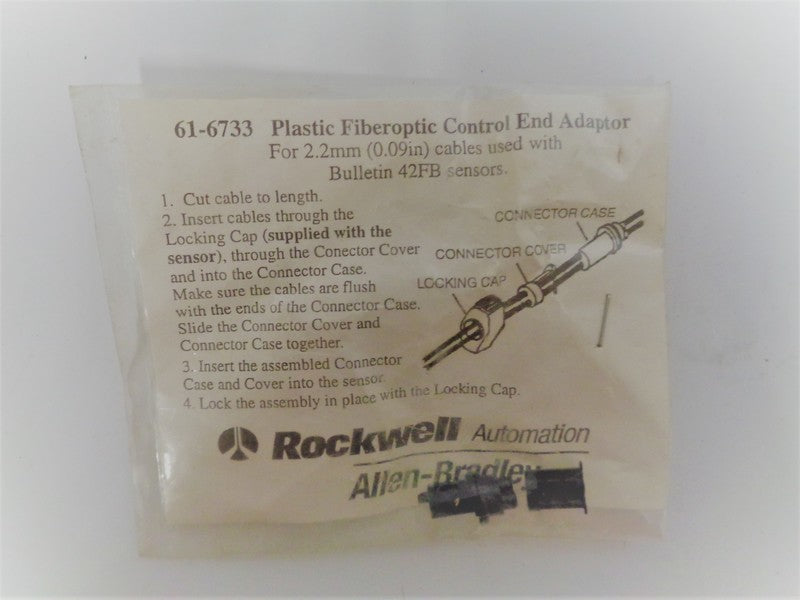 61-6733 Plastic Fiberoptic Control End Adaptor
For 2.2mm (0.09in) cables used with
Bulletin 42FB sensors.
1. Cut cable to length.
2. Insert cables through the
Locking Cap (supplied with the
sensor), through the Conector Cover
and into the Connector Case.
Make sure the cables are flush
with the ends of the Connector Case.
Slide the Connector Cover and
Connector Case together.
3. Insert the assembled Connector
Case and Cover into the sensor
4. Lock the assembly in place with the Locking Cap.
CONNECTOR CASE
CONNECTOR COVER
LOCKING CAP
Rockwell Automation
Allen-Bradley